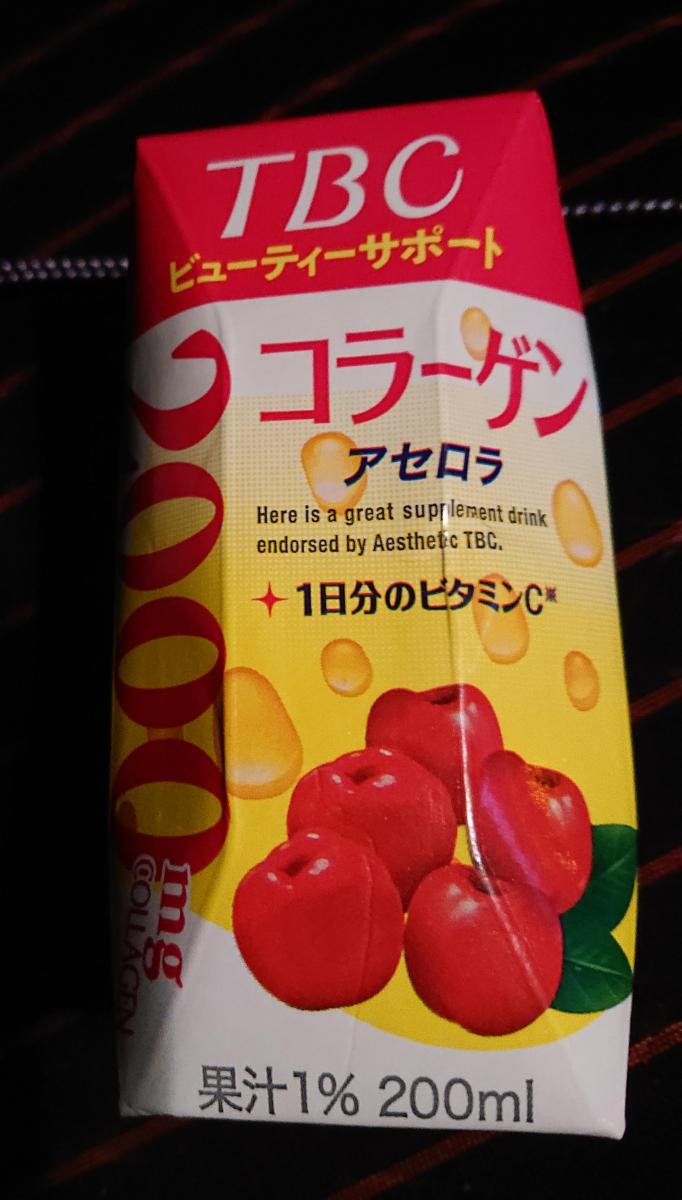 TBC
ビューティーサポート
コラーゲン
アセロラ
Here is a great supplement drink
endorsed by Aesthetic TBC.
1日分のビタミンC※
2000mg
COLLAGEN
果汁1% 200ml